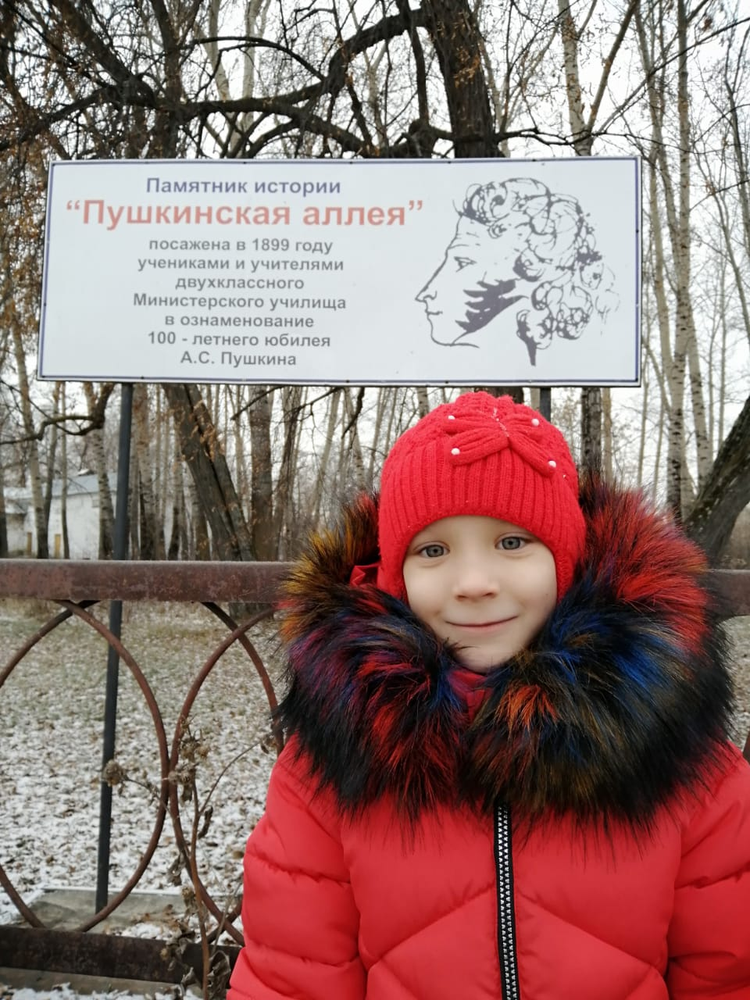 Памятник истории
“Пушкинская аллея”
посажена в 1899 году
учениками и учителями
двухклассного
Министерского училища
в ознаменование
100 - летнего юбилея
А.С. Пушкина